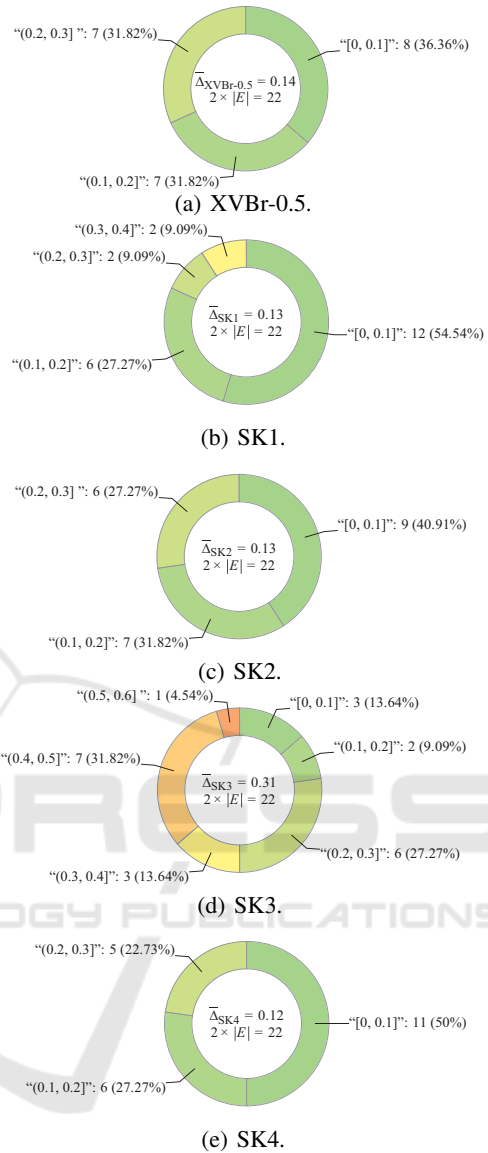 “(0.2, 0.3] ”: 7 (31.82%)
“[0, 0.1]”: 8 (36.36%)
Δ̅XVBr-0.5 = 0.14
2 × |E| = 22
“(0.1, 0.2]”: 7 (31.82%)
(a) XVBr-0.5.
“(0.3, 0.4]”: 2 (9.09%)
“(0.2, 0.3]”: 2 (9.09%)
Δ̅SK1 = 0.13
2 × |E| = 22
“[0, 0.1]”: 12 (54.54%)
“(0.1, 0.2]”: 6 (27.27%)
(b) SK1.
“(0.2, 0.3] ”: 6 (27.27%)
“[0, 0.1]”: 9 (40.91%)
Δ̅SK2 = 0.13
2 × |E| = 22
“(0.1, 0.2]”: 7 (31.82%)
(c) SK2.
“(0.5, 0.6] ”: 1 (4.54%)
“[0, 0.1]”: 3 (13.64%)
“(0.1, 0.2]”: 2 (9.09%)
“(0.4, 0.5]”: 7 (31.82%)
Δ̅SK3 = 0.31
2 × |E| = 22
“(0.2, 0.3]”: 6 (27.27%)
“(0.3, 0.4]”: 3 (13.64%)
(d) SK3.
“(0.2, 0.3]”: 5 (22.73%)
Δ̅SK4 = 0.12
2 × |E| = 22
“[0, 0.1]”: 11 (50%)
“(0.1, 0.2]”: 6 (27.27%)
(e) SK4.
PRESS
OGY PUBLICATIONS